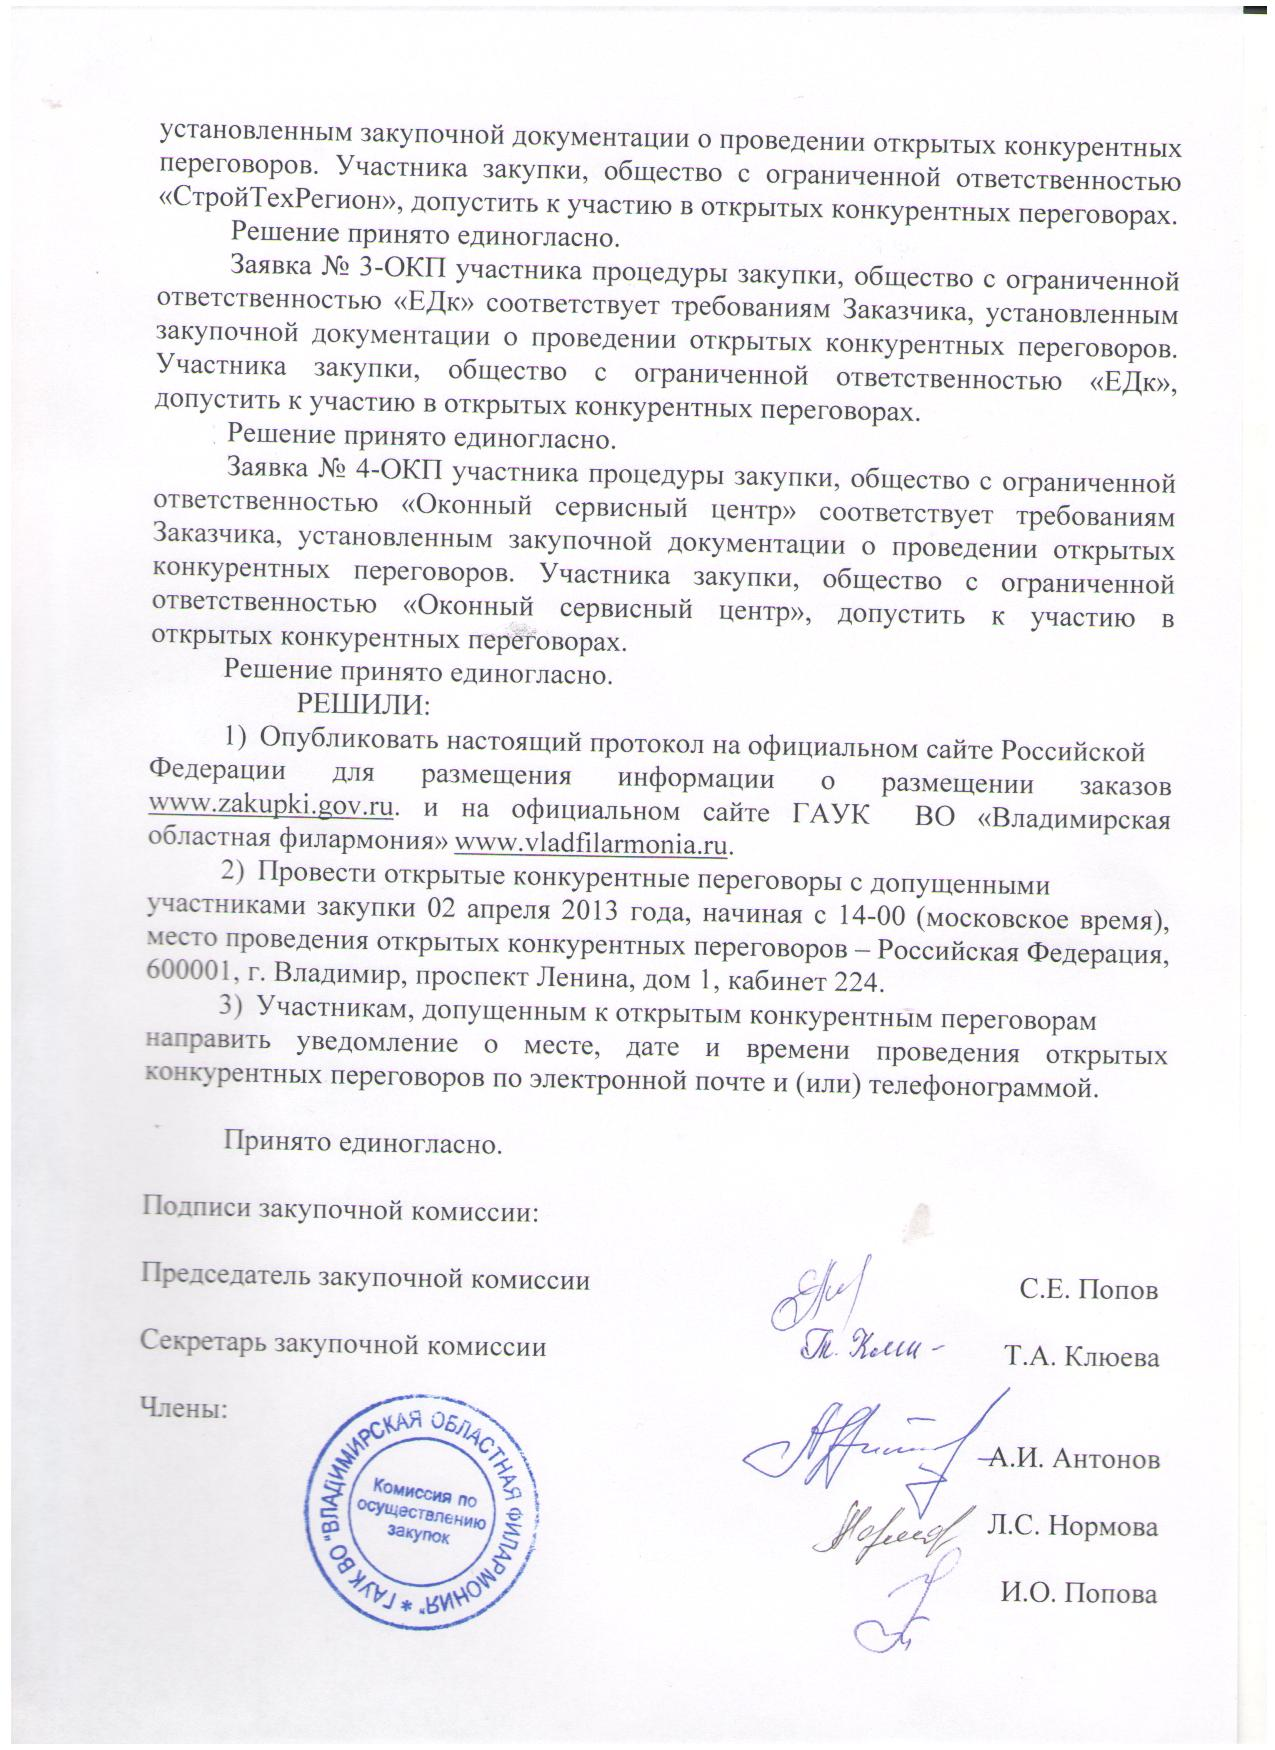 установленным закупочной документации о проведении открытых конкурентных
переговоров. Участника закупки, общество с ограниченной ответственностью
«СтройТехРегион», допустить к участию в открытых конкурентных переговорах.
Решение принято единогласно.
Заявка № 3-ОКП участника процедуры закупки, общество с ограниченной
ответственностью «ЕДк» соответствует требованиям Заказчика, установленным
закупочной документации о проведении открытых конкурентных переговоров.
Участника закупки, общество с ограниченной ответственностью «ЕДк»,
допустить к участию в открытых конкурентных переговорах.
Решение принято единогласно.
Заявка № 4-ОКП участника процедуры закупки, общество с ограниченной
ответственностью «Оконный сервисный центр» соответствует требованиям
Заказчика, установленным закупочной документации о проведении открытых
конкурентных переговоров. Участника закупки, общество с ограниченной
ответственностью «Оконный сервисный центр», допустить к участию в
открытых конкурентных переговорах.
Решение принято единогласно.
РЕШИЛИ:
1) Опубликовать настоящий протокол на официальном сайте Российской
Федерации для размещения информации о размещении заказов
www.zakupki.gov.ru. и на официальном сайте ГАУК ВО «Владимирская
областная филармония» www.vladfilarmonia.ru.
2) Провести открытые конкурентные переговоры с допущенными
участниками закупки 02 апреля 2013 года, начиная с 14-00 (московское время),
место проведения открытых конкурентных переговоров – Российская Федерация,
600001, г. Владимир, проспект Ленина, дом 1, кабинет 224.
3) Участникам, допущенным к открытым конкурентным переговорам
направить уведомление о месте, дате и времени проведения открытых
конкурентных переговоров по электронной почте и (или) телефонограммой.
Принято единогласно.
Подписи закупочной комиссии:
Председатель закупочной комиссии С.Е. Попов
Секретарь закупочной комиссии Т.А. Клюева
Члены:
А.И. Антонов
Л.С. Нормова
И.О. Попова
* ГАУК ВО "ВЛАДИМИРСКАЯ ОБЛАСТНАЯ ФИЛАРМОНИЯ"
Комиссия по
осуществлению
закупок